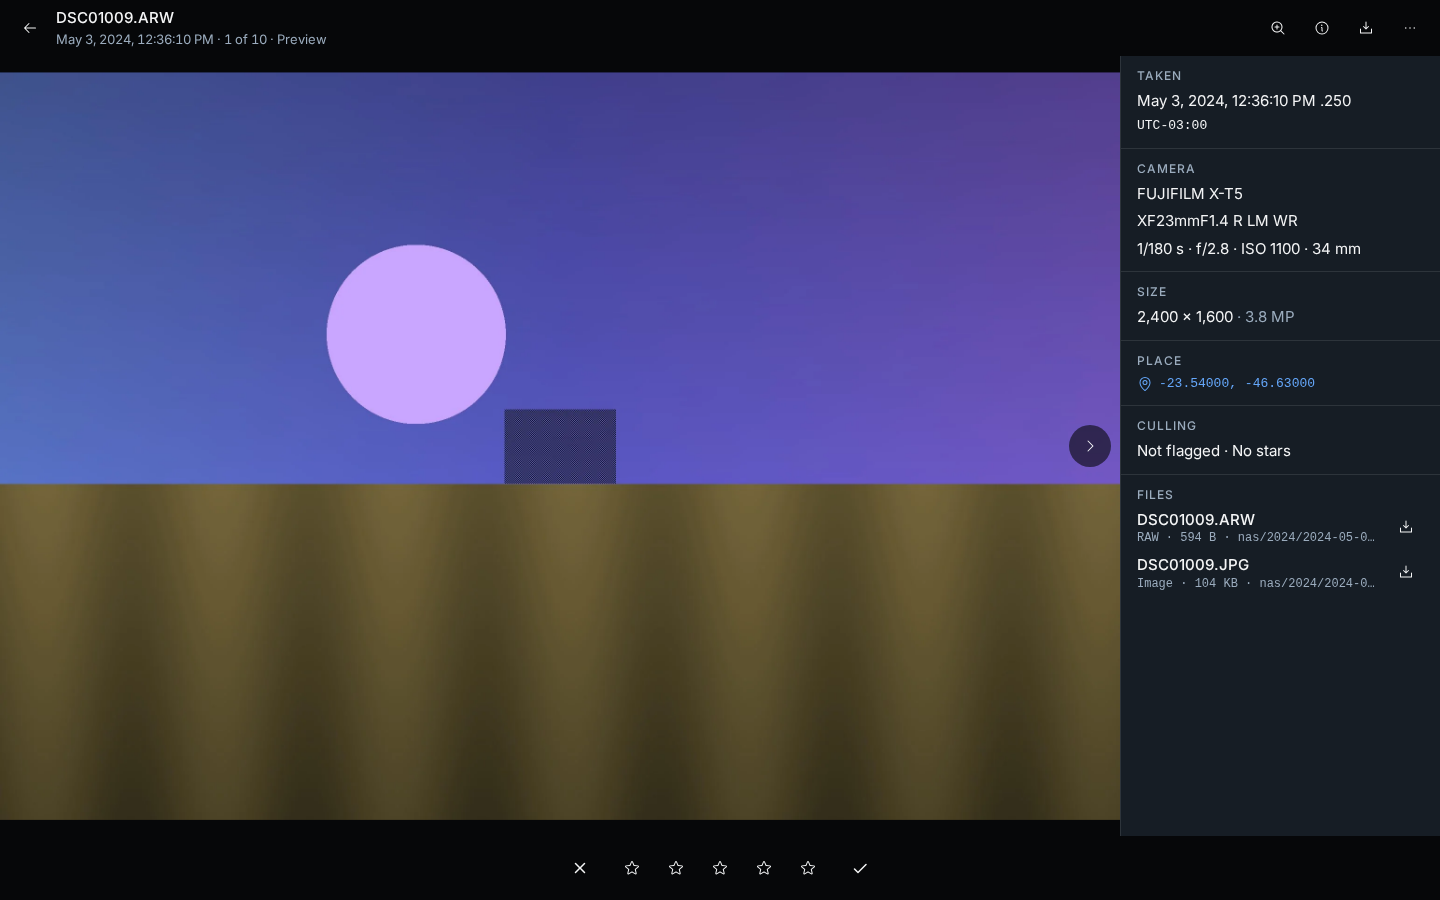 DSC01009.ARW
May 3, 2024, 12:36:10 PM · 1 of 10 · Preview
TAKEN
May 3, 2024, 12:36:10 PM .250
UTC-03:00
CAMERA
FUJIFILM X-T5
XF23mmF1.4 R LM WR
1/180 s · f/2.8 · ISO 1100 · 34 mm
SIZE
2,400 × 1,600 · 3.8 MP
PLACE
-23.54000, -46.63000
CULLING
Not flagged · No stars
FILES
DSC01009.ARW
RAW · 594 B · nas/2024/2024-05-0…
DSC01009.JPG
Image · 104 KB · nas/2024/2024-0…